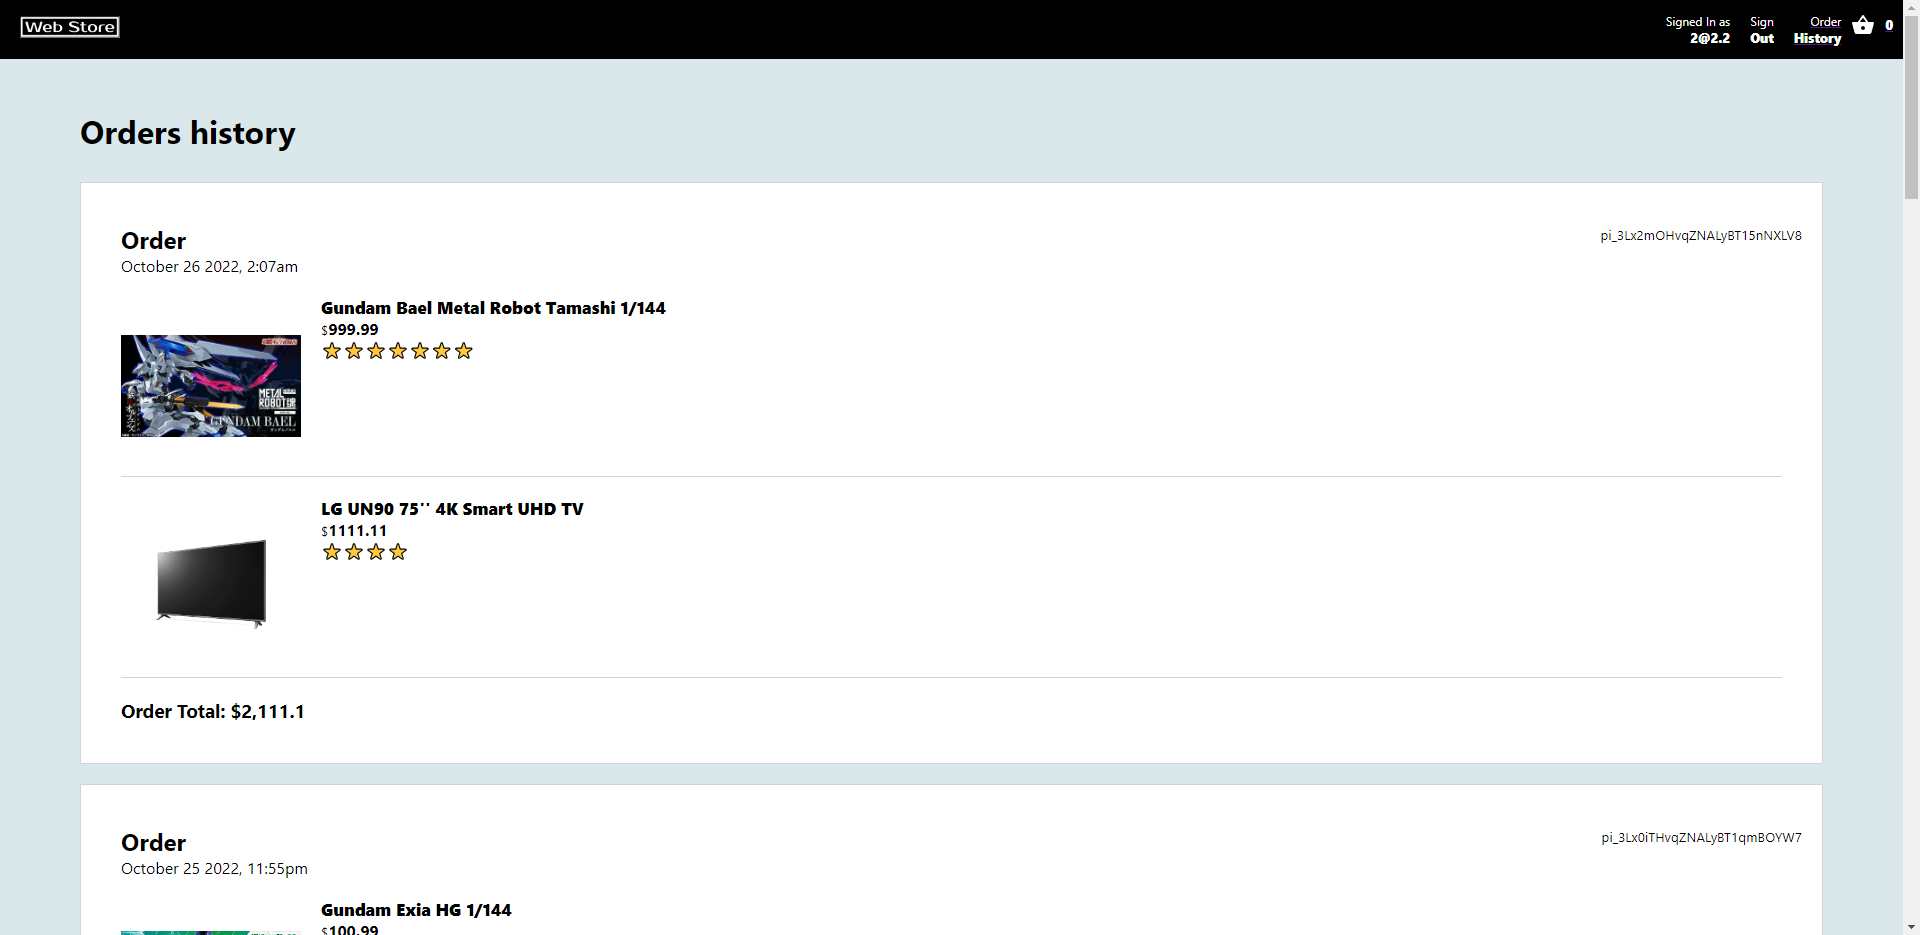 Web Store
Signed In as
2@2.2
Sign
Out
Order
History
0
Orders history
Order
pi_3Lx2mOHvqZNALyBT15nNXLV8
October 26 2022, 2:07am
Gundam Bael Metal Robot Tamashi 1/144
$999.99
METAL
ROBOT魂
GUNDAM BAEL
LG UN90 75'' 4K Smart UHD TV
$1111.11
Order Total: $2,111.1
Order
pi_3Lx0iTHvqZNALyBT1qmBOYW7
October 25 2022, 11:55pm
Gundam Exia HG 1/144
$100.99